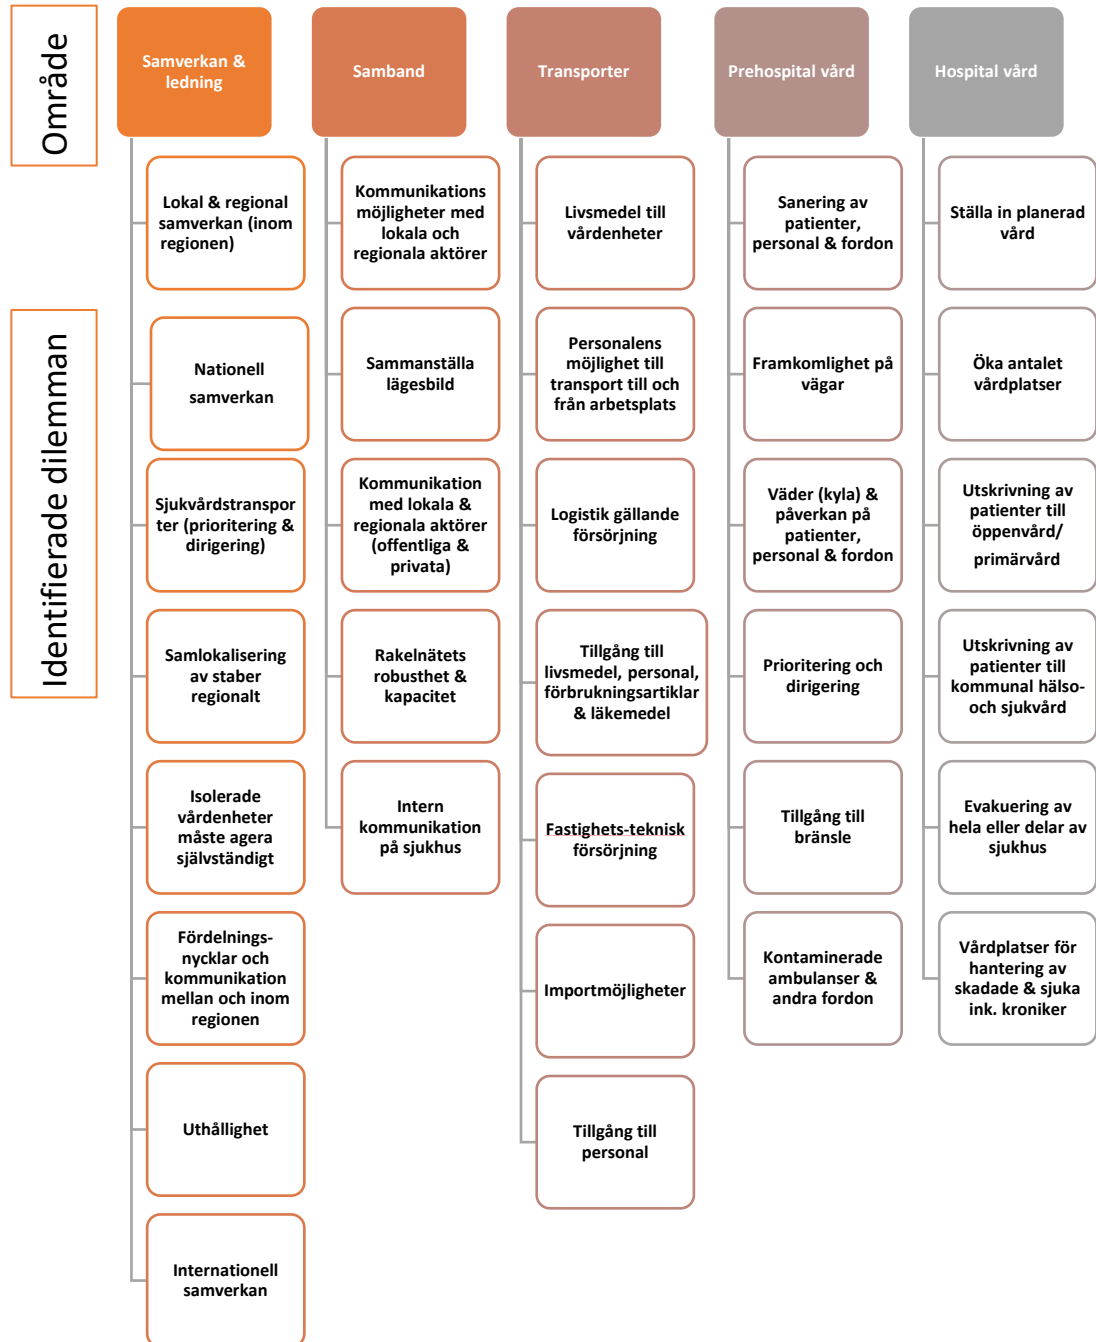 Område
Samverkan &
ledning
Samband
Transporter
Prehospital vård
Hospital vård
Identifierade dilemman
Lokal & regional
samverkan (inom
regionen)
Nationell
samverkan
Sjukvårdstranspor
ter (prioritering &
dirigering)
Samlokalisering
av staber
regionalt
Isolerade
vårdenheter
måste agera
självständigt
Fördelnings-
nycklar och
kommunikation
mellan och inom
regionen
Uthållighet
Internationell
samverkan
Kommunikations
möjligheter med
lokala och
regionala aktörer
Sammanställa
lägesbild
Kommunikation
med lokala &
regionala aktörer
(offentliga &
privata)
Rakelnätets
robusthet &
kapacitet
Intern
kommunikation
på sjukhus
Livsmedel till
vårdenheter
Personalens
möjlighet till
transport till och
från arbetsplats
Logistik gällande
försörjning
Tillgång till
livsmedel, personal,
förbrukningsartiklar
& läkemedel
Fastighets-teknisk
försörjning
Importmöjligheter
Tillgång till
personal
Sanering av
patienter,
personal & fordon
Framkomlighet på
vägar
Väder (kyla) &
påverkan på
patienter,
personal & fordon
Prioritering och
dirigering
Tillgång till
bränsle
Kontaminerade
ambulanser &
andra fordon
Ställa in planerad
vård
Öka antalet
vårdplatser
Utskrivning av
patienter till
öppenvård/
primärvård
Utskrivning av
patienter till
kommunal hälso-
och sjukvård
Evakuering av
hela eller delar av
sjukhus
Vårdplatser för
hantering av
skadade & sjuka
ink. kroniker